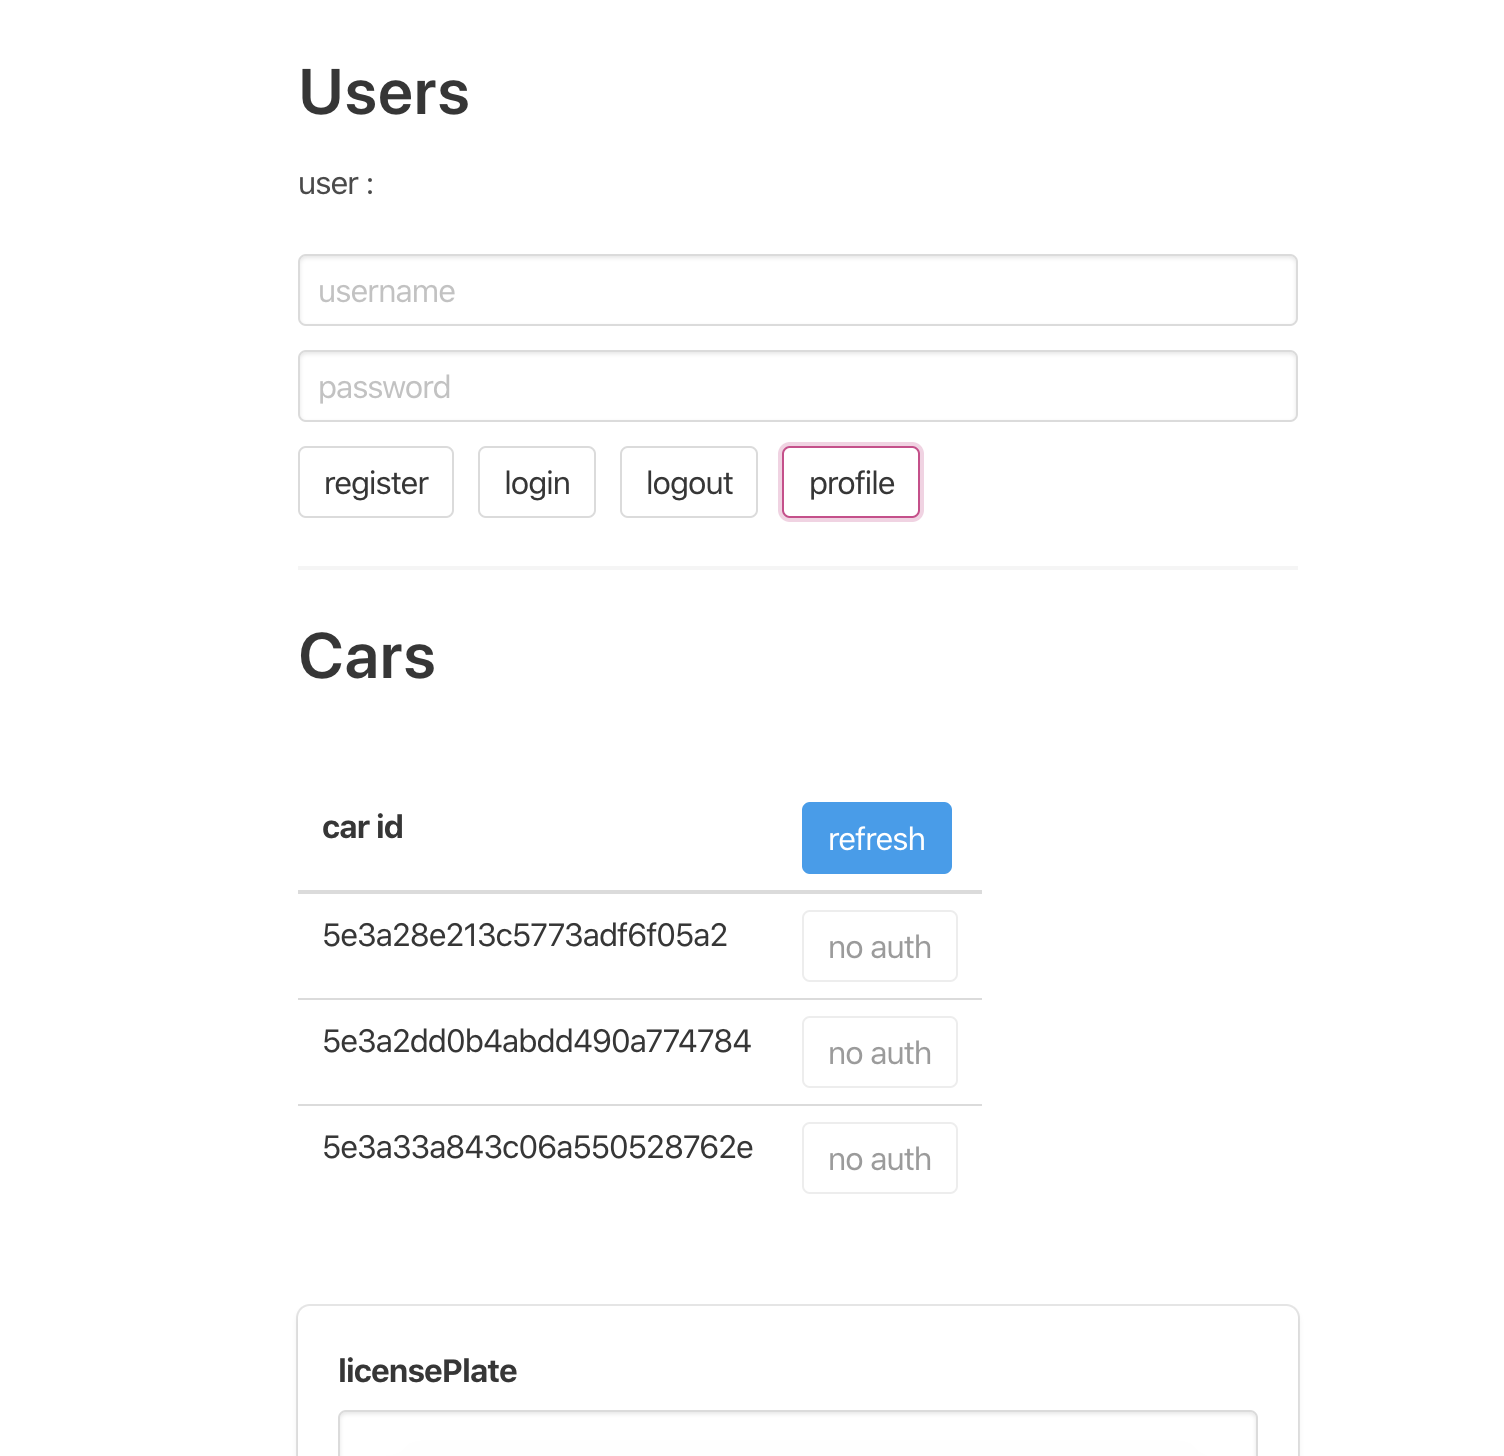 Users
user :
username
password
register login logout profile
Cars
car id refresh
5e3a28e213c5773adf6f05a2 no auth
5e3a2dd0b4abdd490a774784 no auth
5e3a33a843c06a550528762e no auth
licensePlate